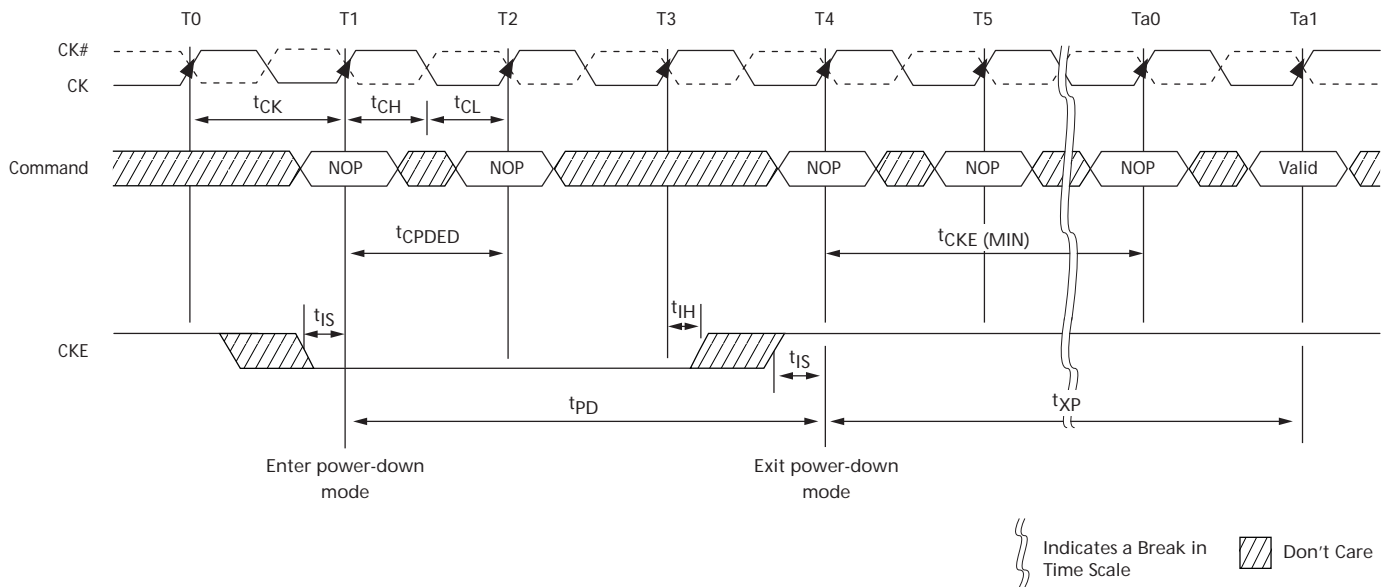 T0 T1 T2 T3 T4 T5 Ta0 Ta1
CK#
CK
tCK tCH tCL
Command NOP NOP NOP NOP NOP Valid
tCPDED tCKE (MIN)
tIS tIH
CKE
tIS
tPD tXP
Enter power-down
mode
Exit power-down
mode
Indicates a Break in
Time Scale
Don't Care